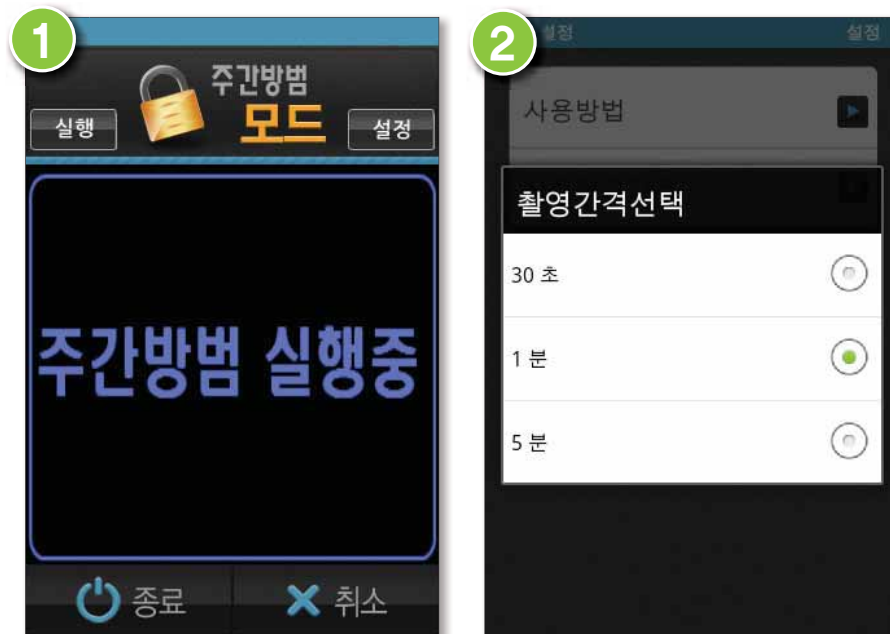 1
주간방범
모드
실행
설정
주간방범 실행중
종료
취소
2
설정
설정
사용방법
촬영간격선택
30 초
1 분
5 분